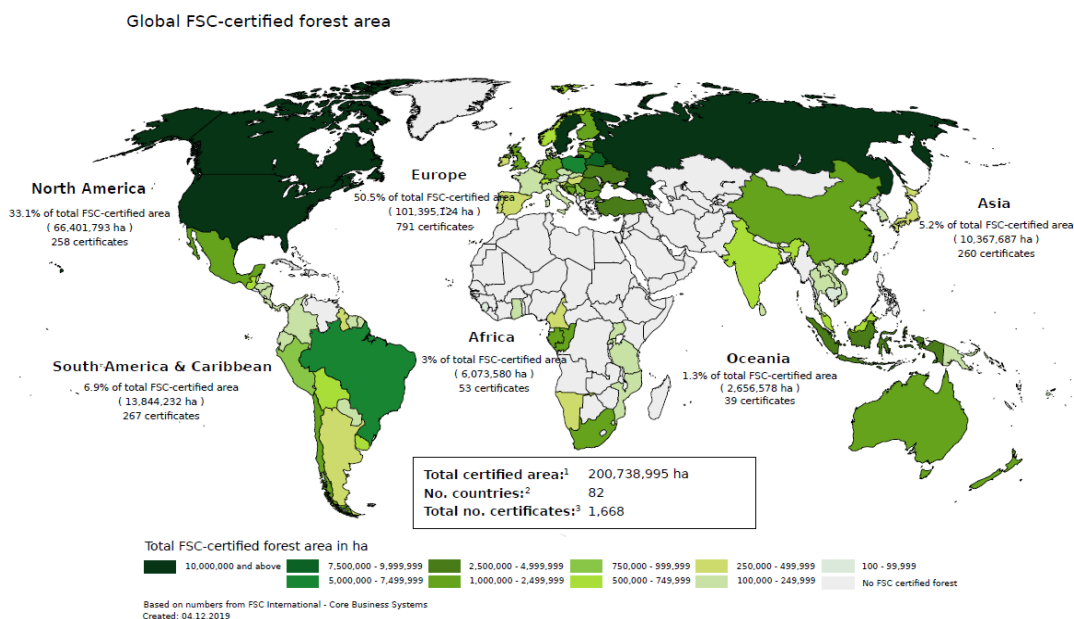 Global FSC-certified forest area
North America
33.1% of total FSC-certified area
( 66,401,793 ha )
258 certificates
Europe
50.5% of total FSC-certified area
( 101,395,124 ha )
791 certificates
Asia
5.2% of total FSC-certified area
( 10,367,687 ha )
260 certificates
South America & Caribbean
6.9% of total FSC-certified area
( 13,844,232 ha )
267 certificates
Africa
3% of total FSC-certified area
( 6,073,580 ha )
53 certificates
Oceania
1.3% of total FSC-certified area
( 2,656,578 ha )
39 certificates
Total certified area:¹ 200,738,995 ha
No. countries:² 82
Total no. certificates:³ 1,668
Total FSC-certified forest area in ha
10,000,000 and above 7,500,000 - 9,999,999 2,500,000 - 4,999,999 750,000 - 999,999 250,000 - 499,999 100 - 99,999
5,000,000 - 7,499,999 1,000,000 - 2,499,999 500,000 - 749,999 100,000 - 249,999 No FSC certified forest
Based on numbers from FSC International - Core Business Systems
Created: 04.12.2019